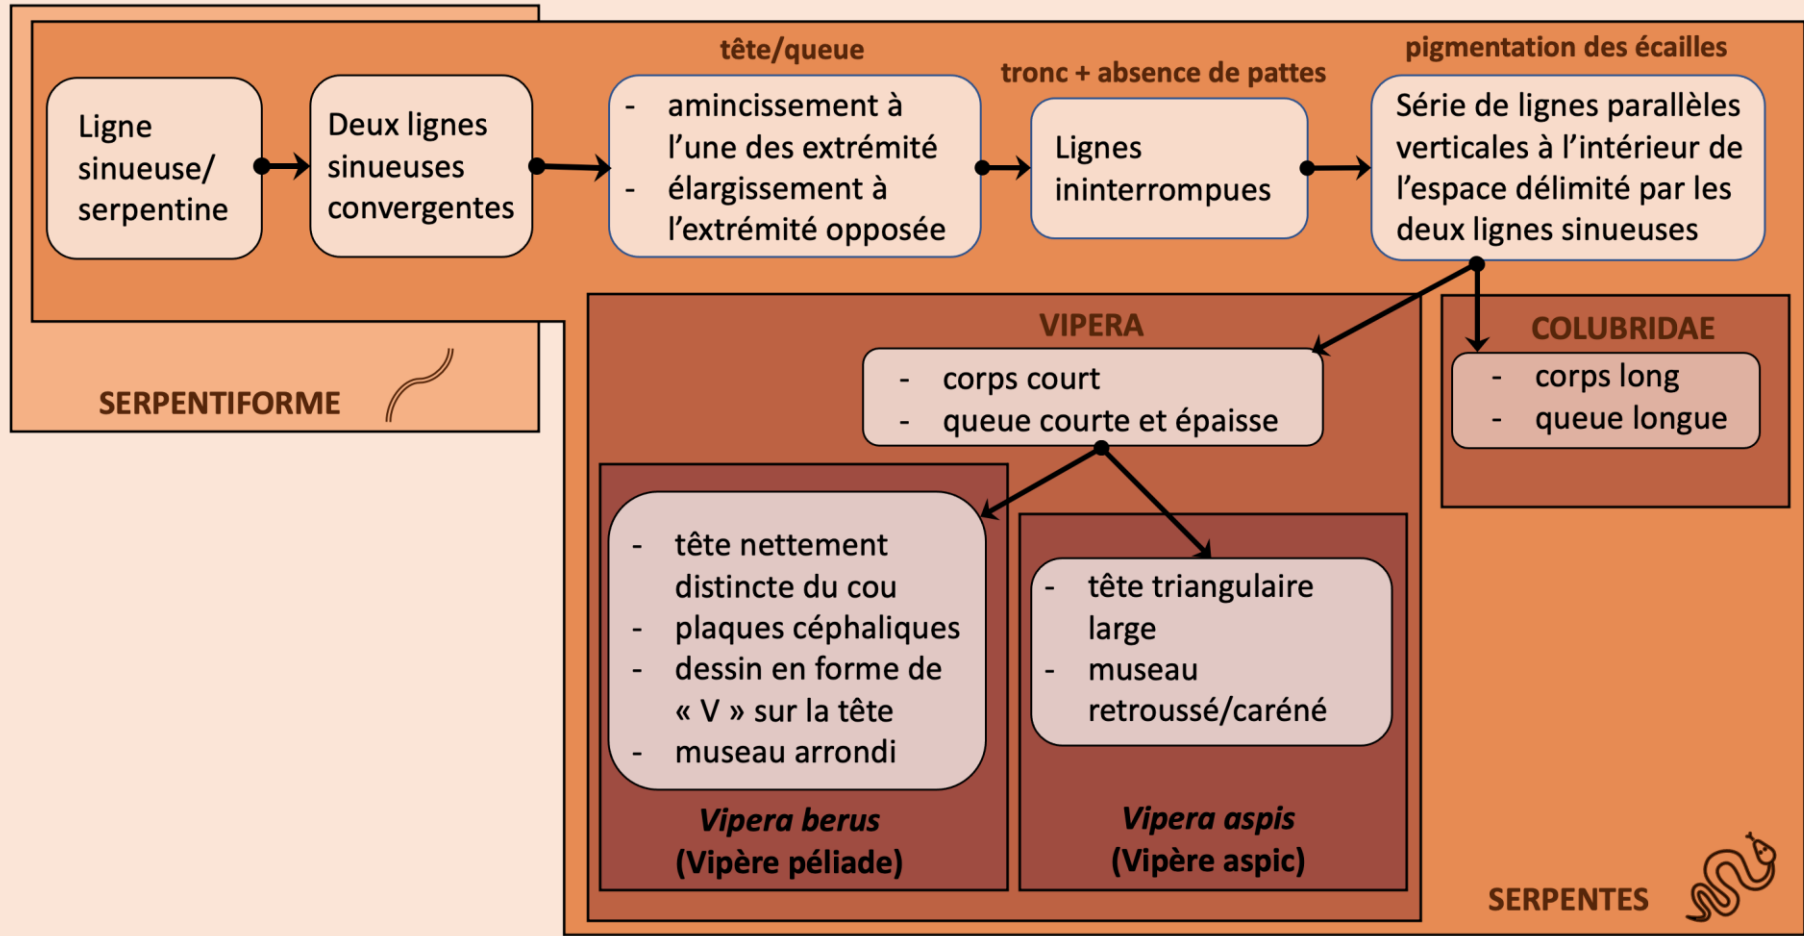 tête/queue
tronc + absence de pattes
pigmentation des écailles
Ligne
sinueuse/
serpentine
Deux lignes
sinueuses
convergentes
- amincissement à
l’une des extrémité
- élargissement à
l’extrémité opposée
Lignes
ininterrompues
Série de lignes parallèles
verticales à l’intérieur de
l’espace délimité par les
deux lignes sinueuses
SERPENTIFORME
VIPERA
- corps court
- queue courte et épaisse
COLUBRIDAE
- corps long
- queue longue
- tête nettement
distincte du cou
- plaques céphaliques
- dessin en forme de
« V » sur la tête
- museau arrondi
Vipera berus
(Vipère péliade)
- tête triangulaire
large
- museau
retroussé/caréné
Vipera aspis
(Vipère aspic)
SERPENTES